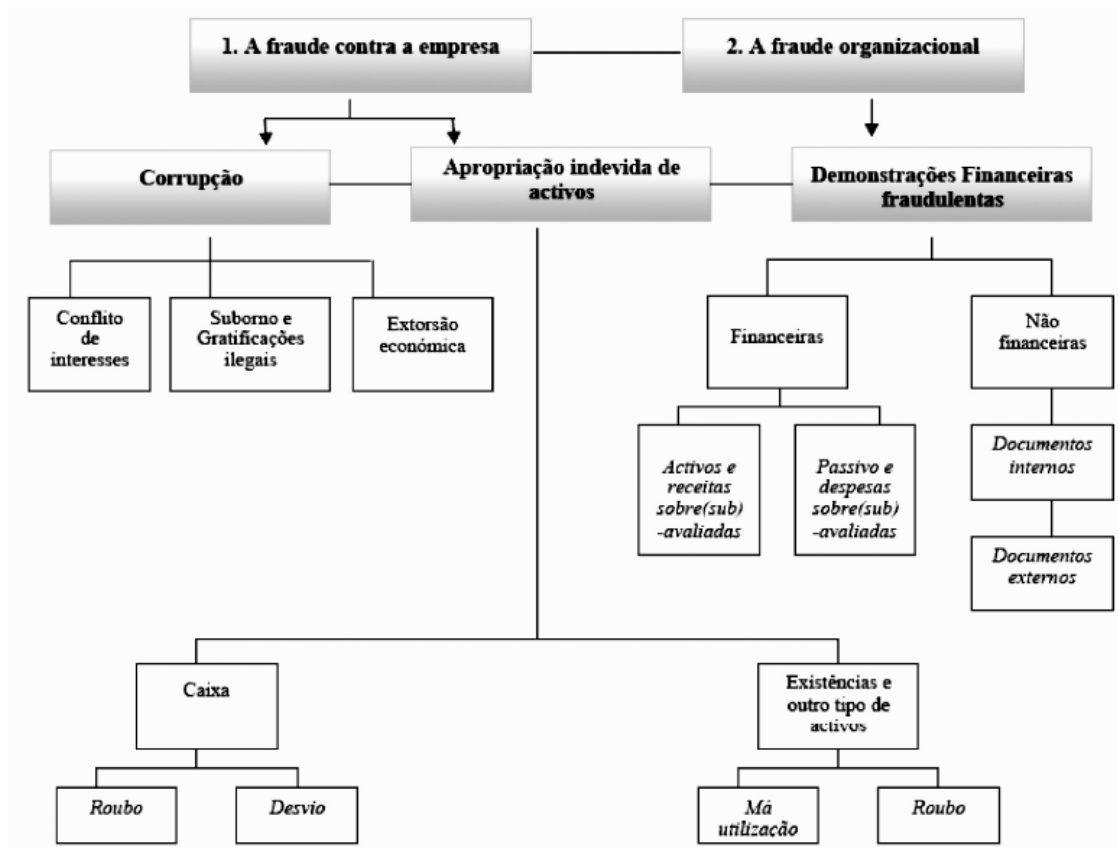 1. A fraude contra a empresa
2. A fraude organizacional
Corrupção
Apropriação indevida de
activos
Demonstrações Financeiras
fraudulentas
Conflito
de
interesses
Suborno e
Gratificações
ilegais
Extorsão
económica
Financeiras
Não
financeiras
Activos e
receitas
sobre(sub)
-avaliadas
Passivo e
despesas
sobre(sub)
-avaliadas
Documentos
internos
Documentos
externos
Caixa
Existências e
outro tipo de
activos
Roubo
Desvio
Má
utilização
Roubo